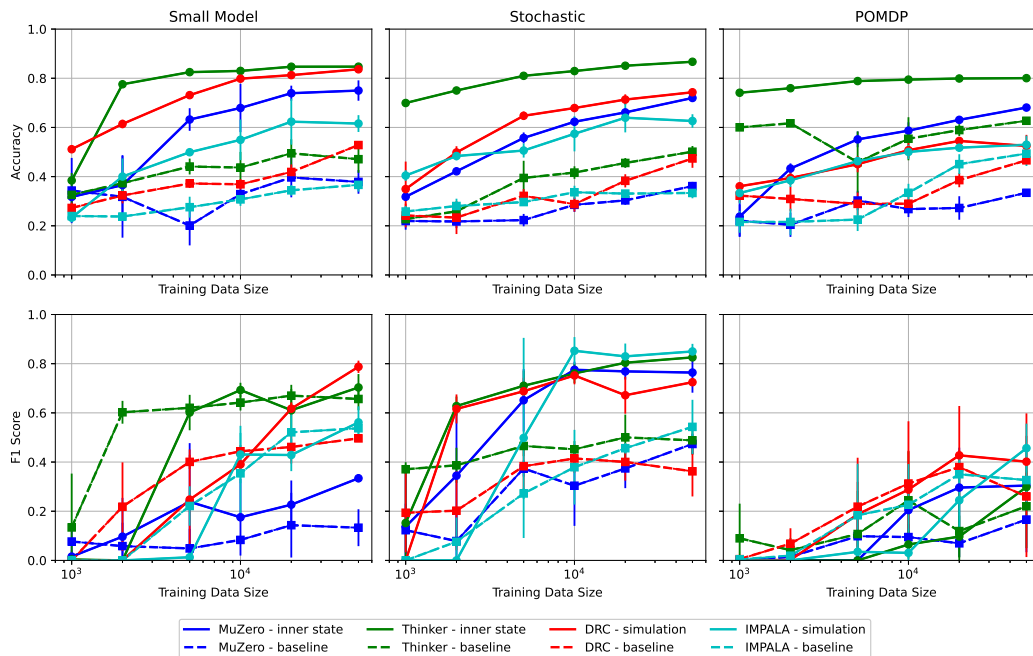 Small Model Stochastic POMDP
1.0
0.8
0.6
0.4
0.2
0.0
Accuracy
Training Data Size Training Data Size Training Data Size
1.0
0.8
0.6
0.4
0.2
0.0
F1 Score
10³ 10⁴ 10³ 10⁴ 10³ 10⁴
Training Data Size Training Data Size Training Data Size
MuZero - inner state Thinker - inner state DRC - simulation IMPALA - simulation
MuZero - baseline Thinker - baseline DRC - baseline IMPALA - baseline